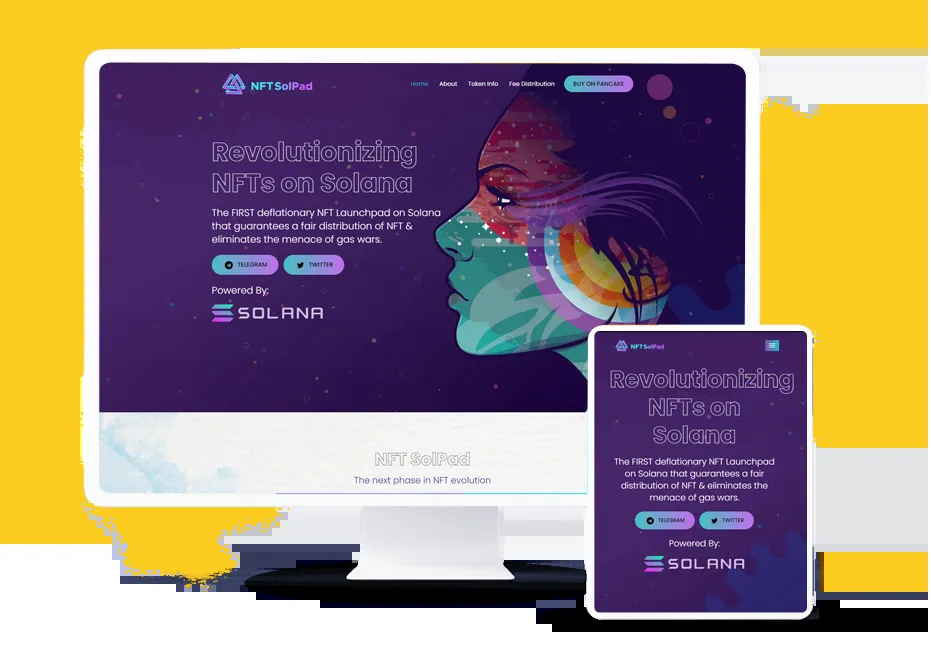 NFTSolPad
Home About Token Info Fee Distribution BUY ON PANCAKE
Revolutionizing
NFTs on Solana
The FIRST deflationary NFT Launchpad on Solana
that guarantees a fair distribution of NFT &
eliminates the menace of gas wars.
TELEGRAM TWITTER
Powered By:
SOLANA
NFT SolPad
The next phase in NFT evolution
NFTSolPad
Revolutionizing
NFTs on
Solana
The FIRST deflationary NFT Launchpad
on Solana that guarantees a fair
distribution of NFT & eliminates the
menace of gas wars.
TELEGRAM TWITTER
Powered By:
SOLANA